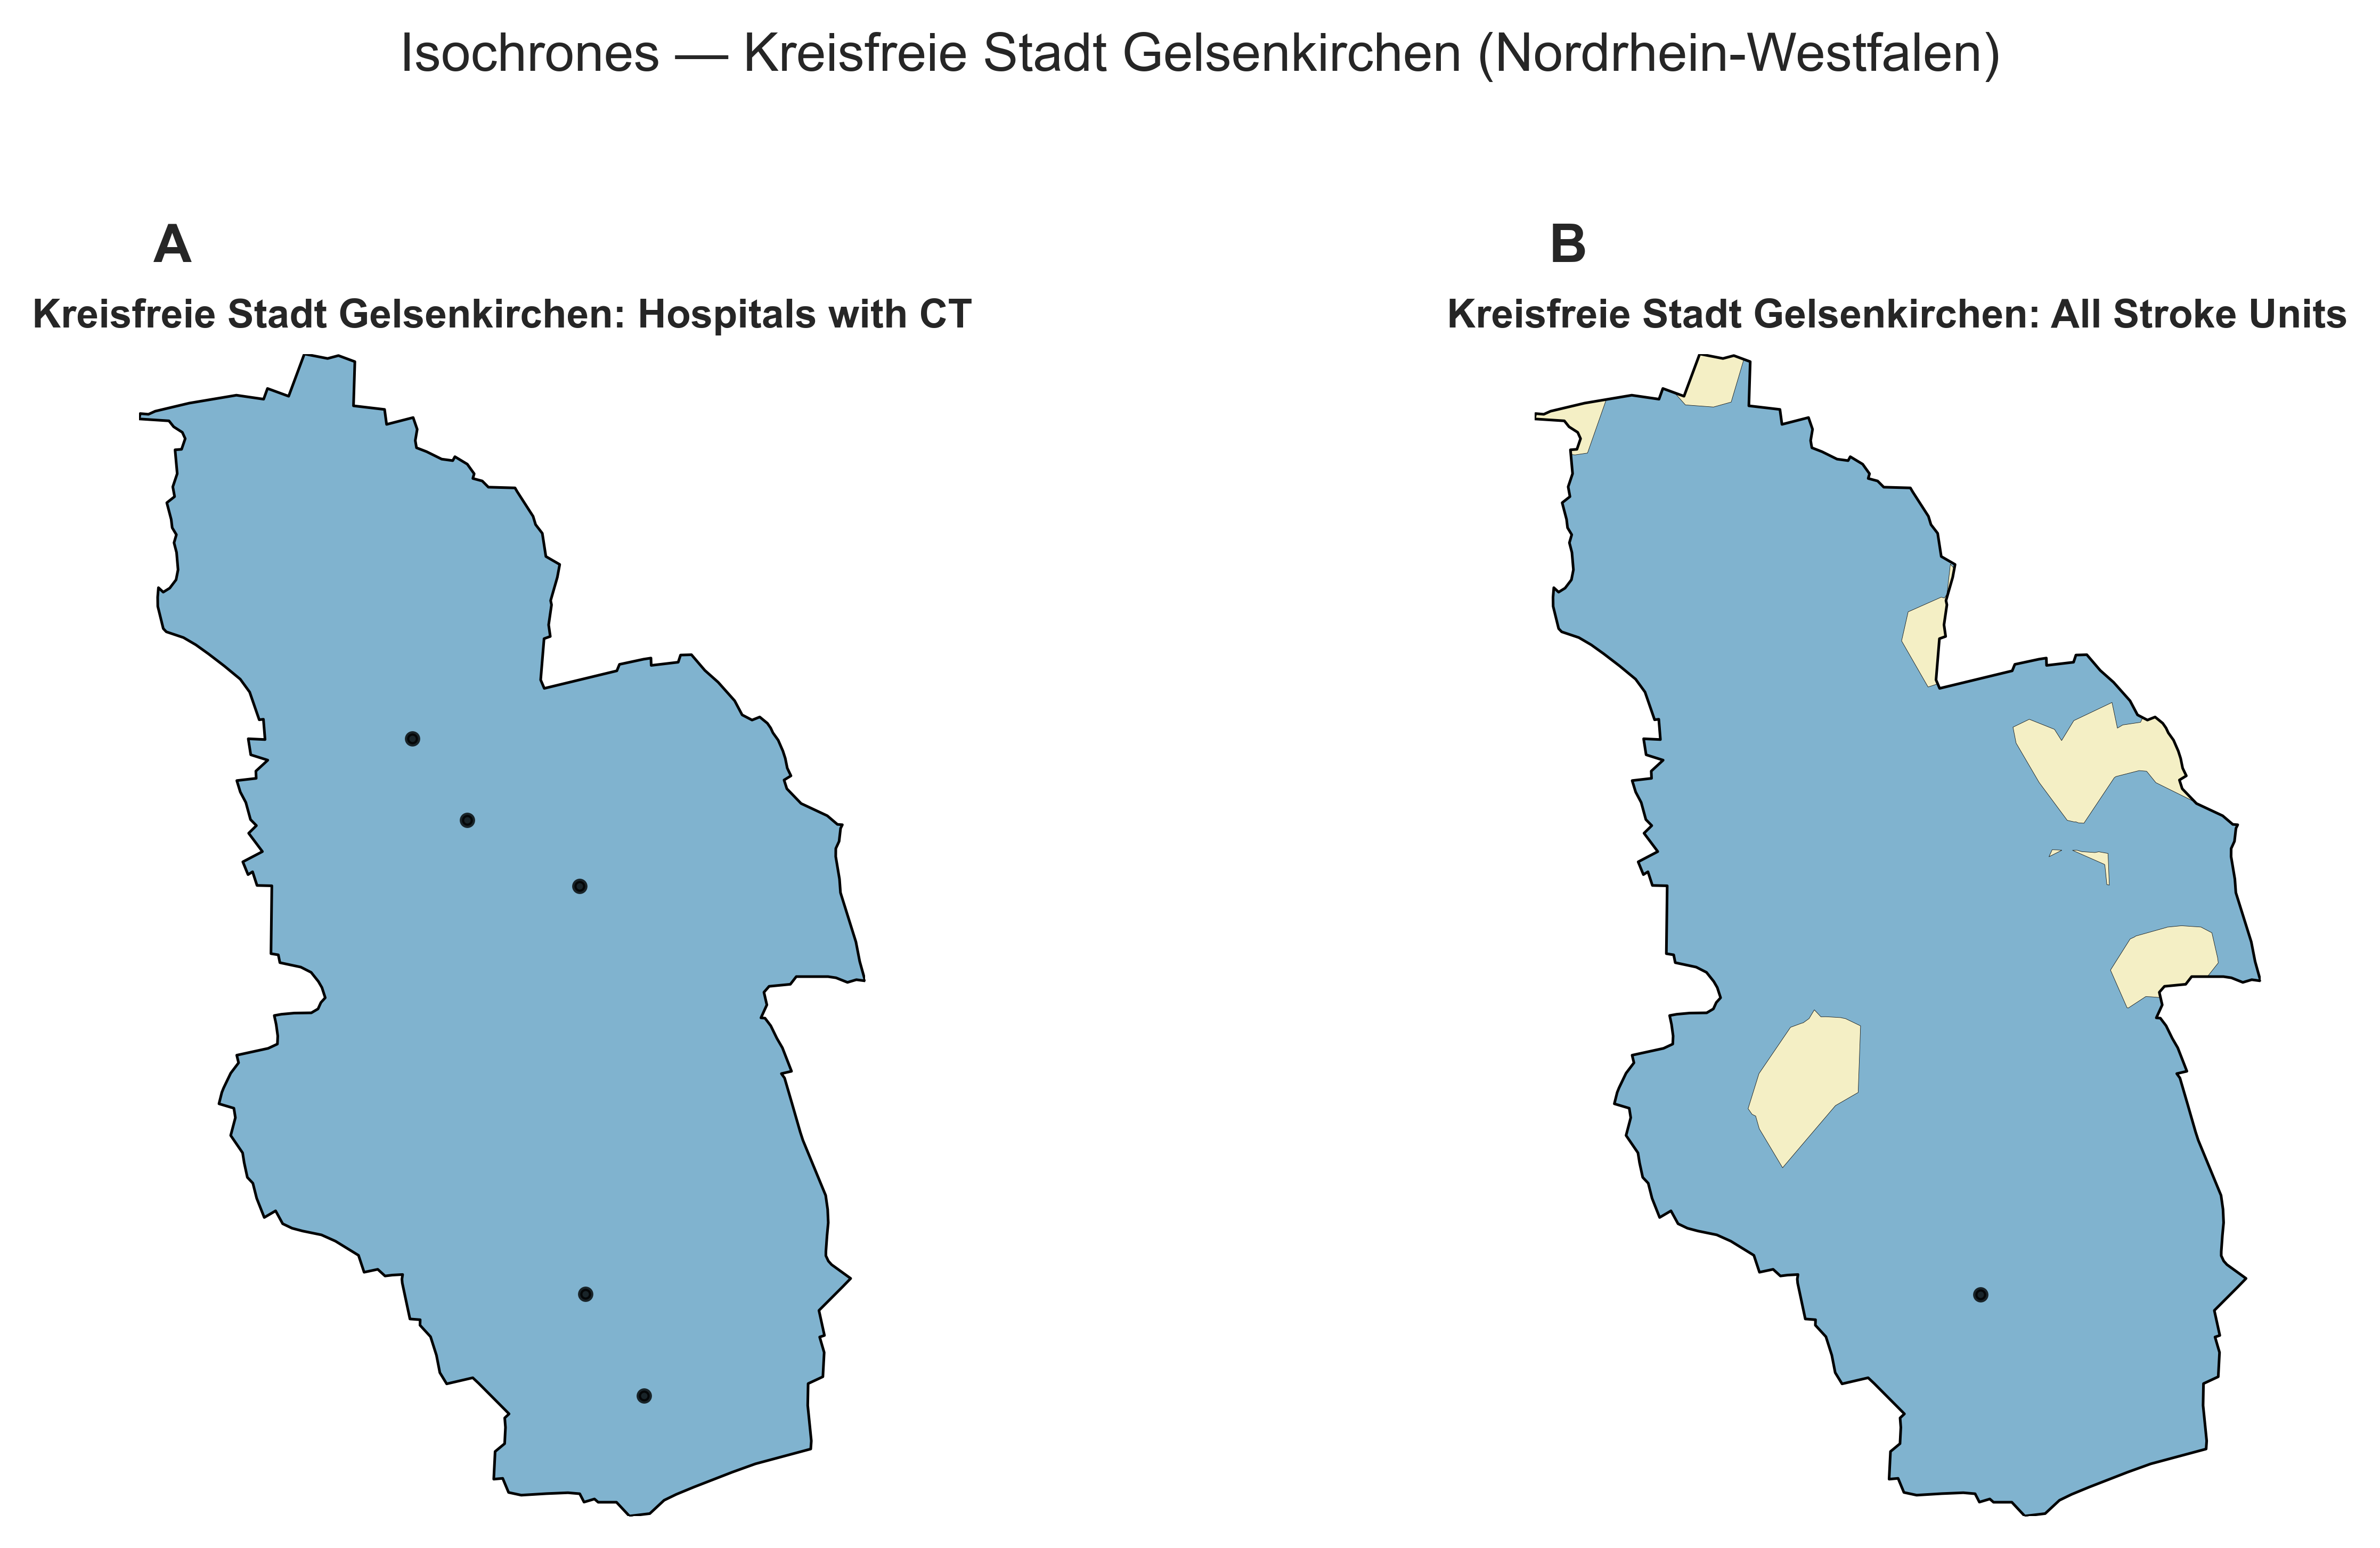 Isochrones — Kreisfreie Stadt Gelsenkirchen (Nordrhein-Westfalen)
A
Kreisfreie Stadt Gelsenkirchen: Hospitals with CT
B
Kreisfreie Stadt Gelsenkirchen: All Stroke Units